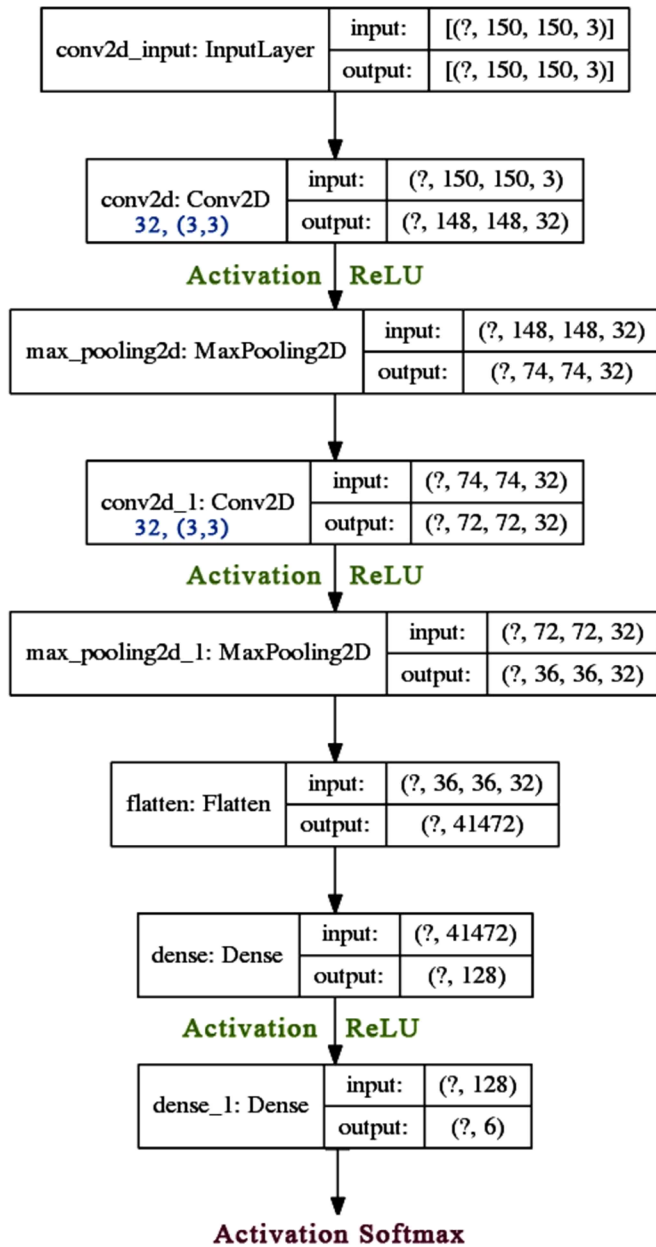 conv2d_input: InputLayer
input: [(?, 150, 150, 3)]
output: [(?, 150, 150, 3)]
conv2d: Conv2D
32, (3,3)
input: (?, 150, 150, 3)
output: (?, 148, 148, 32)
Activation ReLU
max_pooling2d: MaxPooling2D
input: (?, 148, 148, 32)
output: (?, 74, 74, 32)
conv2d_1: Conv2D
32, (3,3)
input: (?, 74, 74, 32)
output: (?, 72, 72, 32)
Activation ReLU
max_pooling2d_1: MaxPooling2D
input: (?, 72, 72, 32)
output: (?, 36, 36, 32)
flatten: Flatten
input: (?, 36, 36, 32)
output: (?, 41472)
dense: Dense
input: (?, 41472)
output: (?, 128)
Activation ReLU
dense_1: Dense
input: (?, 128)
output: (?, 6)
Activation Softmax